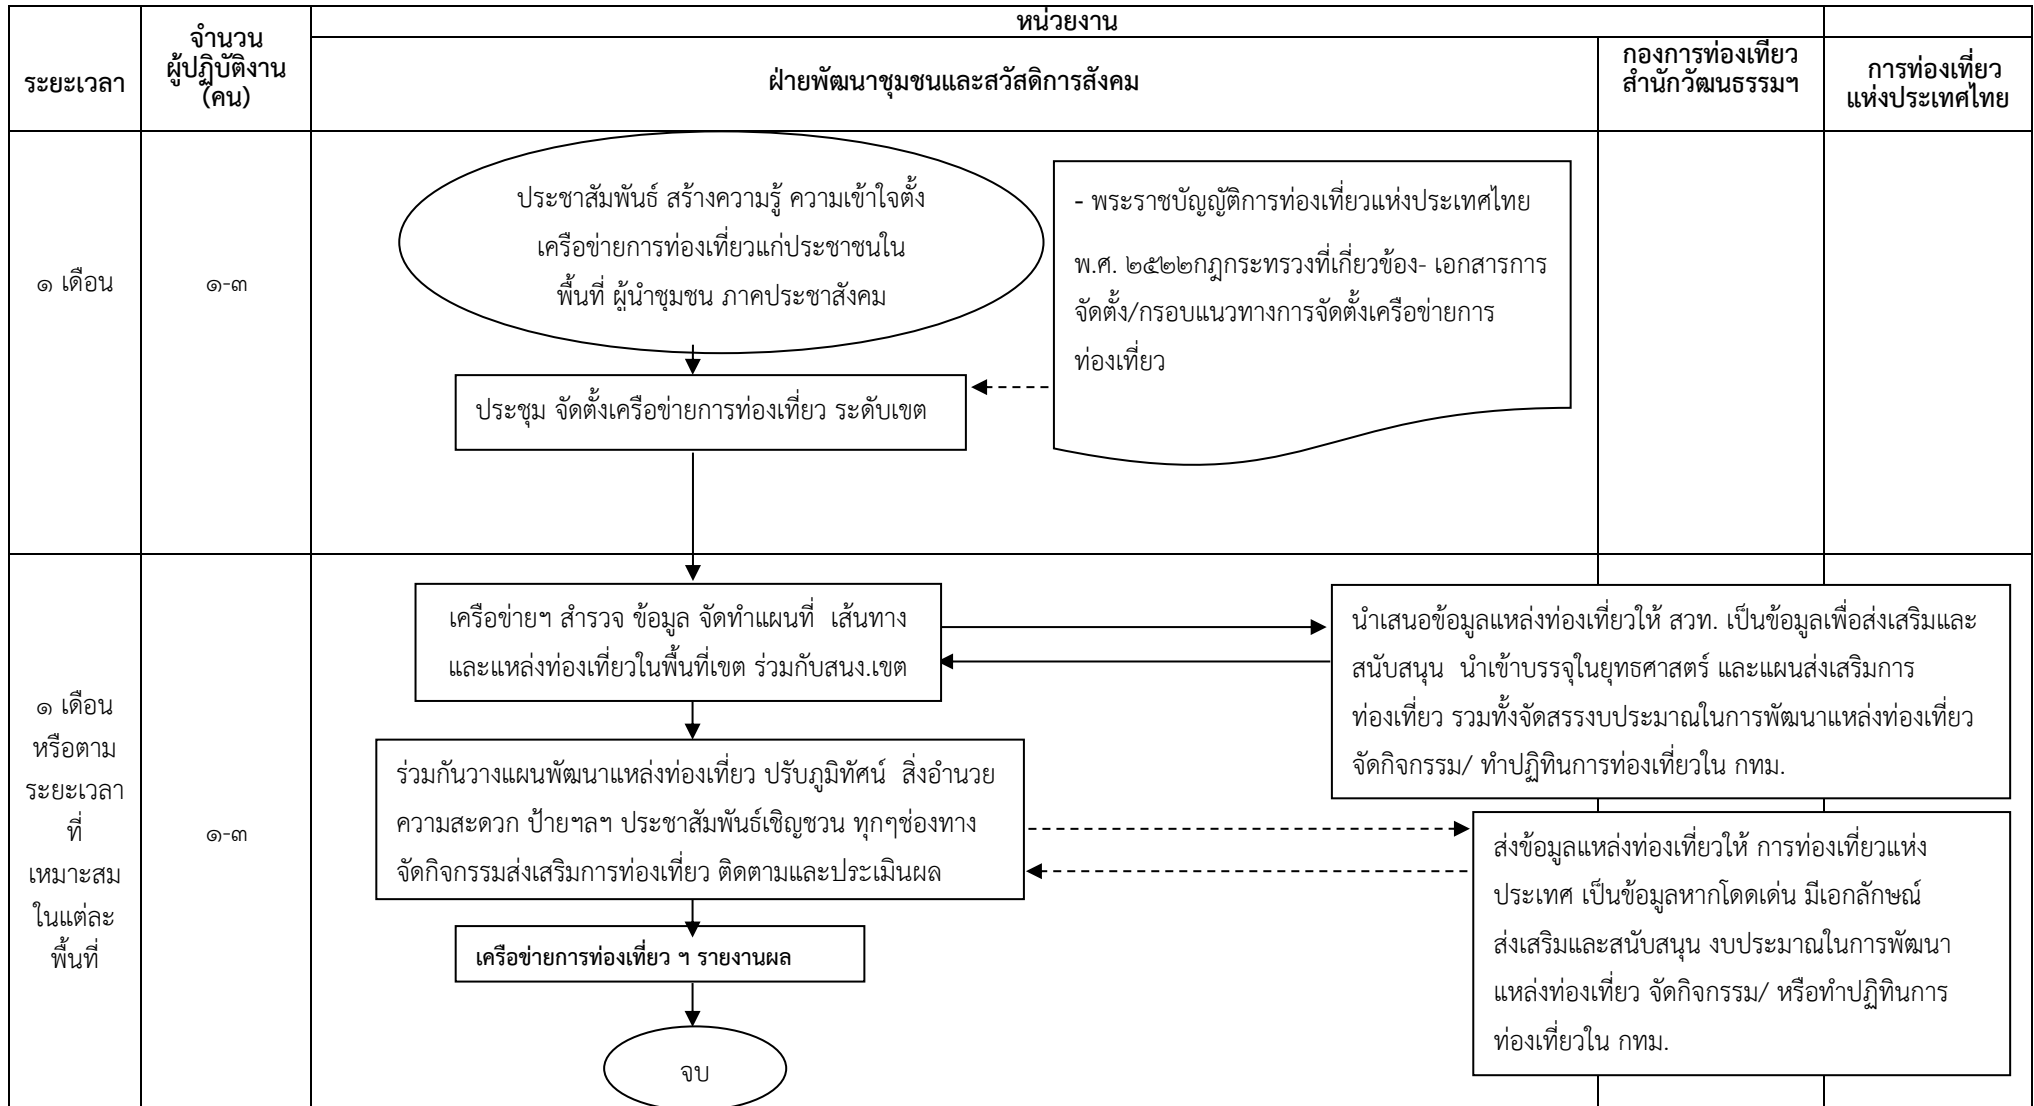 หน่วยงาน
ระยะเวลา
จำนวน
ผู้ปฏิบัติงาน
(คน)
ฝ่ายพัฒนาชุมชนและสวัสดิการสังคม
กองการท่องเที่ยว
สำนักวัฒนธรรมฯ
การท่องเที่ยว
แห่งประเทศไทย
๑ เดือน
๑-๓
ประชาสัมพันธ์ สร้างความรู้ ความเข้าใจตั้ง
เครือข่ายการท่องเที่ยวแก่ประชาชนใน
พื้นที่ ผู้นำชุมชน ภาคประชาสังคม
- พระราชบัญญัติการท่องเที่ยวแห่งประเทศไทย
พ.ศ. ๒๕๒๒กฎกระทรวงที่เกี่ยวข้อง- เอกสารการ
จัดตั้ง/กรอบแนวทางการจัดตั้งเครือข่ายการ
ท่องเที่ยว
ประชุม จัดตั้งเครือข่ายการท่องเที่ยว ระดับเขต
๑ เดือน
หรือตาม
ระยะเวลา
ที่
เหมาะสม
ในแต่ละ
พื้นที่
๑-๓
เครือข่ายฯ สำรวจ ข้อมูล จัดทำแผนที่ เส้นทาง
และแหล่งท่องเที่ยวในพื้นที่เขต ร่วมกับสนง.เขต
นำเสนอข้อมูลแหล่งท่องเที่ยวให้ สวท. เป็นข้อมูลเพื่อส่งเสริมและ
สนับสนุน นำเข้าบรรจุในยุทธศาสตร์ และแผนส่งเสริมการ
ท่องเที่ยว รวมทั้งจัดสรรงบประมาณในการพัฒนาแหล่งท่องเที่ยว
จัดกิจกรรม/ ทำปฏิทินการท่องเที่ยวใน กทม.
ร่วมกันวางแผนพัฒนาแหล่งท่องเที่ยว ปรับภูมิทัศน์ สิ่งอำนวย
ความสะดวก ป้ายฯลฯ ประชาสัมพันธ์เชิญชวน ทุกๆช่องทาง
จัดกิจกรรมส่งเสริมการท่องเที่ยว ติดตามและประเมินผล
ส่งข้อมูลแหล่งท่องเที่ยวให้ การท่องเที่ยวแห่ง
ประเทศ เป็นข้อมูลหากโดดเด่น มีเอกลักษณ์
ส่งเสริมและสนับสนุน งบประมาณในการพัฒนา
แหล่งท่องเที่ยว จัดกิจกรรม/ หรือทำปฏิทินการ
ท่องเที่ยวใน กทม.
เครือข่ายการท่องเที่ยว ฯ รายงานผล
จบ